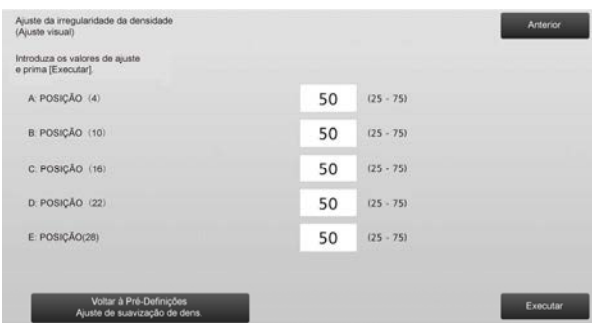 Ajuste da irregularidade da densidade
(Ajuste visual)
Anterior
Introduza os valores de ajuste
e prima [Executar].
A: POSIÇÃO (4) 50 (25 - 75)
B: POSIÇÃO (10) 50 (25 - 75)
C: POSIÇÃO (16) 50 (25 - 75)
D: POSIÇÃO (22) 50 (25 - 75)
E: POSIÇÃO(28) 50 (25 - 75)
Voltar à Pré-Definições
Ajuste de suavização de dens.
Executar